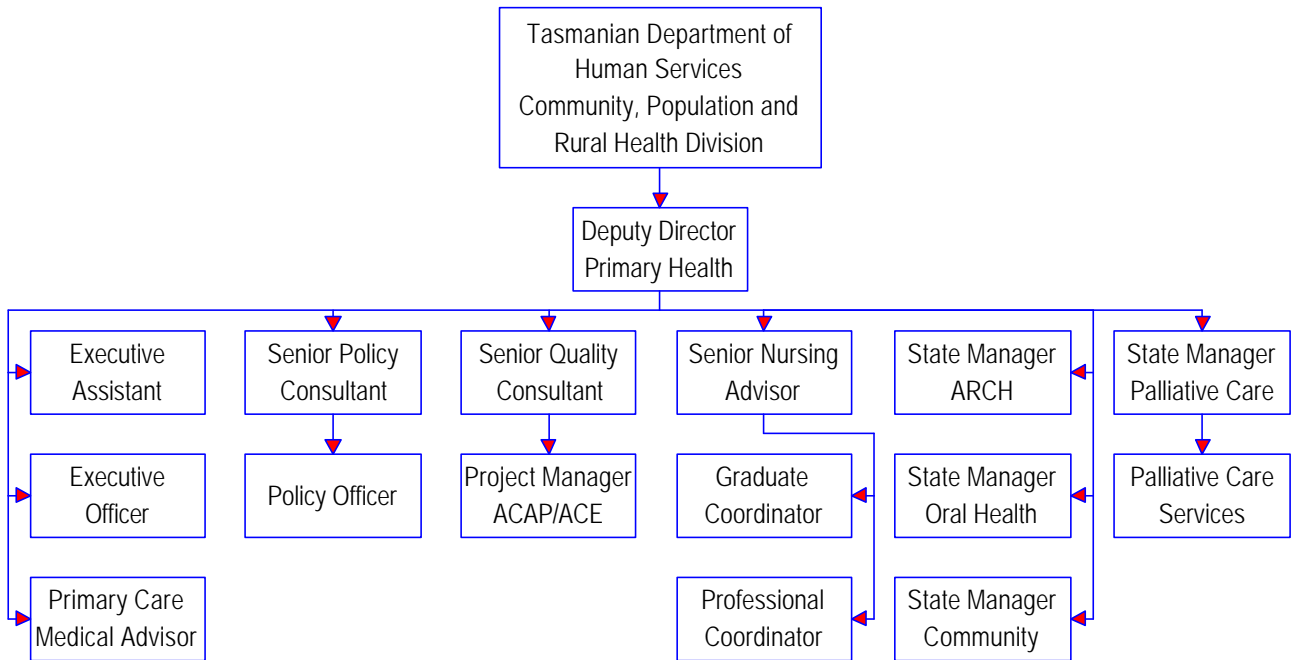 Tasmanian Department of
Human Services
Community, Population and
Rural Health Division
Deputy Director
Primary Health
Executive
Assistant
Senior Policy
Consultant
Senior Quality
Consultant
Senior Nursing
Advisor
State Manager
ARCH
State Manager
Palliative Care
Executive
Officer
Policy Officer
Project Manager
ACAP/ACE
Graduate
Coordinator
State Manager
Oral Health
Palliative Care
Services
Primary Care
Medical Advisor
Professional
Coordinator
State Manager
Community